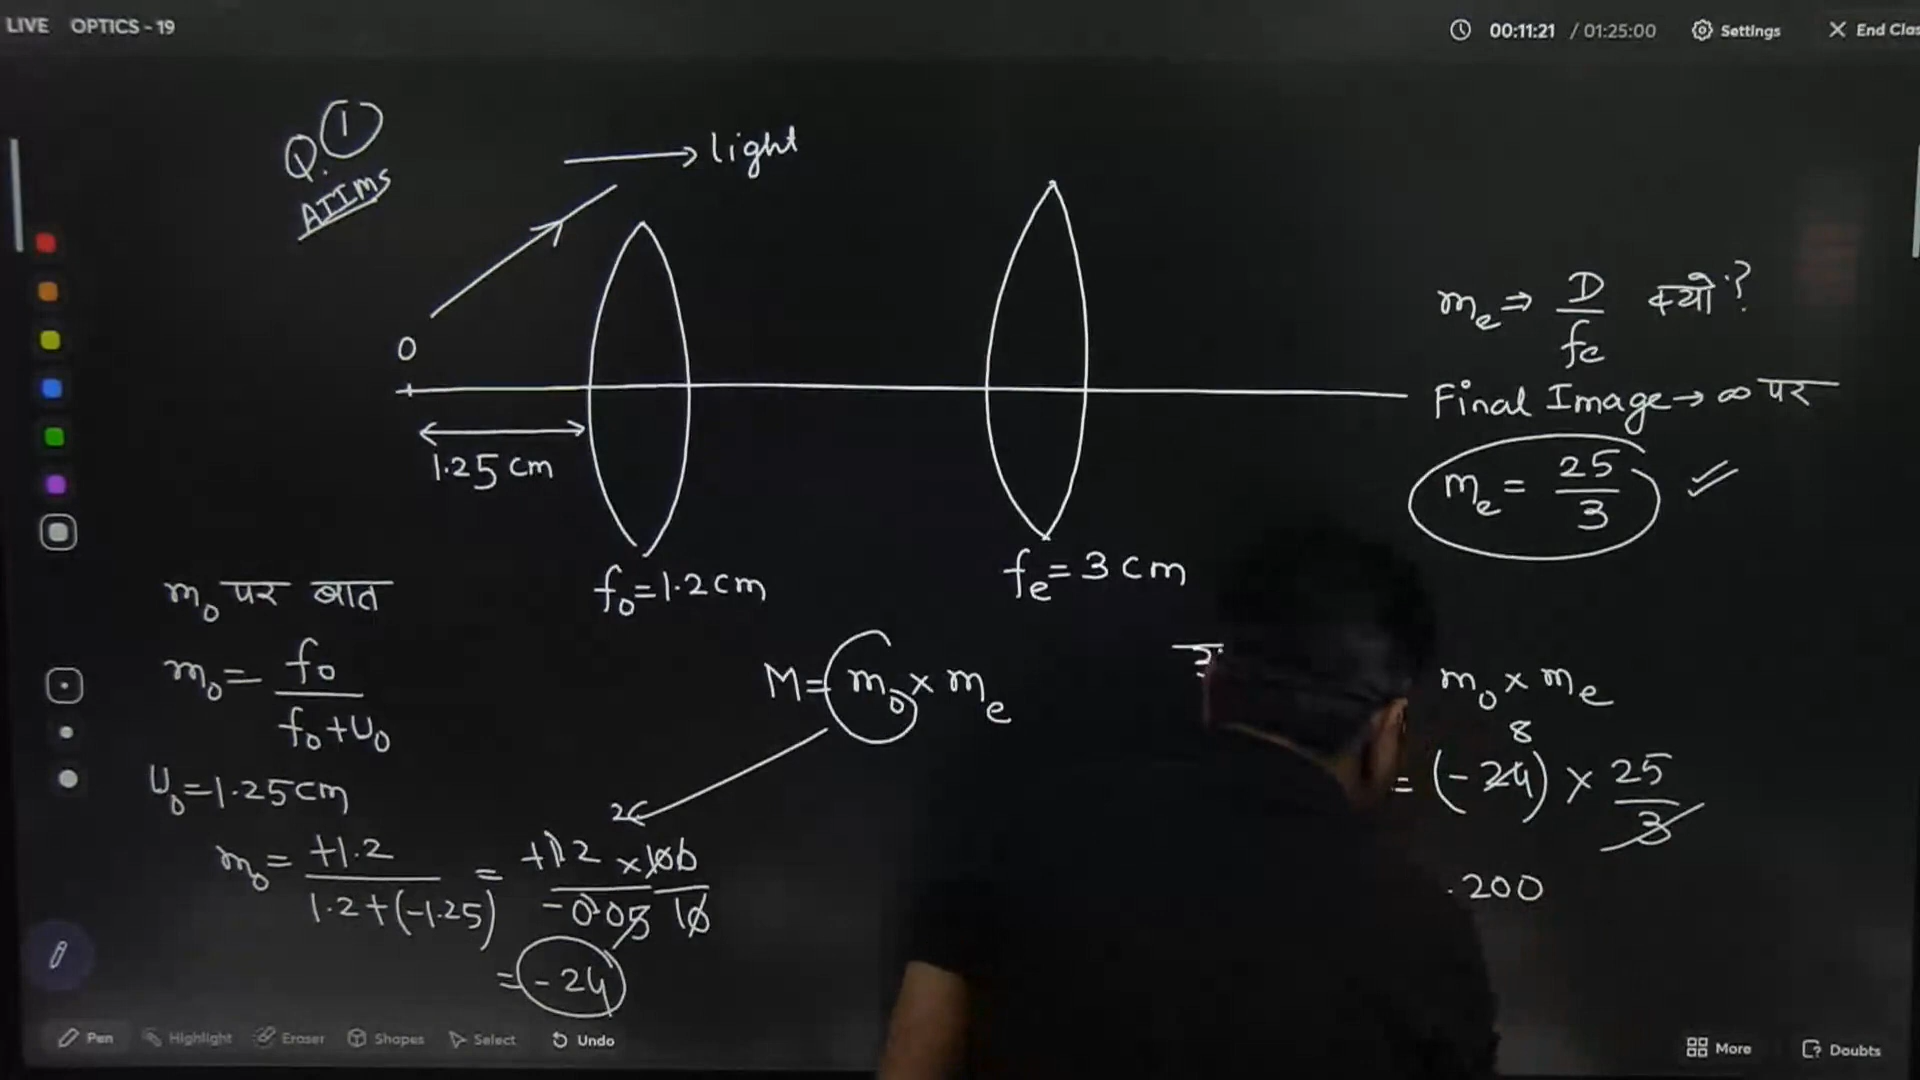 LIVE OPTICS - 19
00:11:21 / 01:25:00 Settings End Clas
Q. 1
AIIMS
light
O
1.25 cm
f₀=1.2cm
fₑ=3 cm
mₑ ⇒ D/fₑ क्यो ?
Final Image → ∞ पर
mₑ = 25/3
m₀ पर बात
m₀ = f₀/(f₀+U₀)
U₀=1.25cm
m₀ = +1.2/(1.2+(-1.25)) = +1.2/-0.05 × 100/10
= -24
M= m₀ × mₑ
m₀ × mₑ
8
= (-24) × 25/3
200
Pen Highlight Eraser Shapes Select Undo
More Doubts